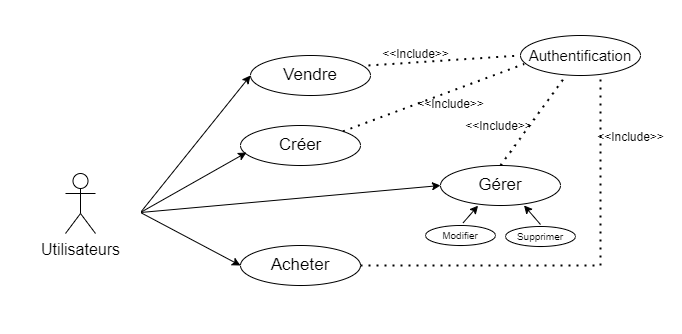 <<Include>>
Authentification
Vendre
<<Include>>
<<Include>>
<<Include>>
Créer
Gérer
Modifier
Supprimer
Utilisateurs
Acheter